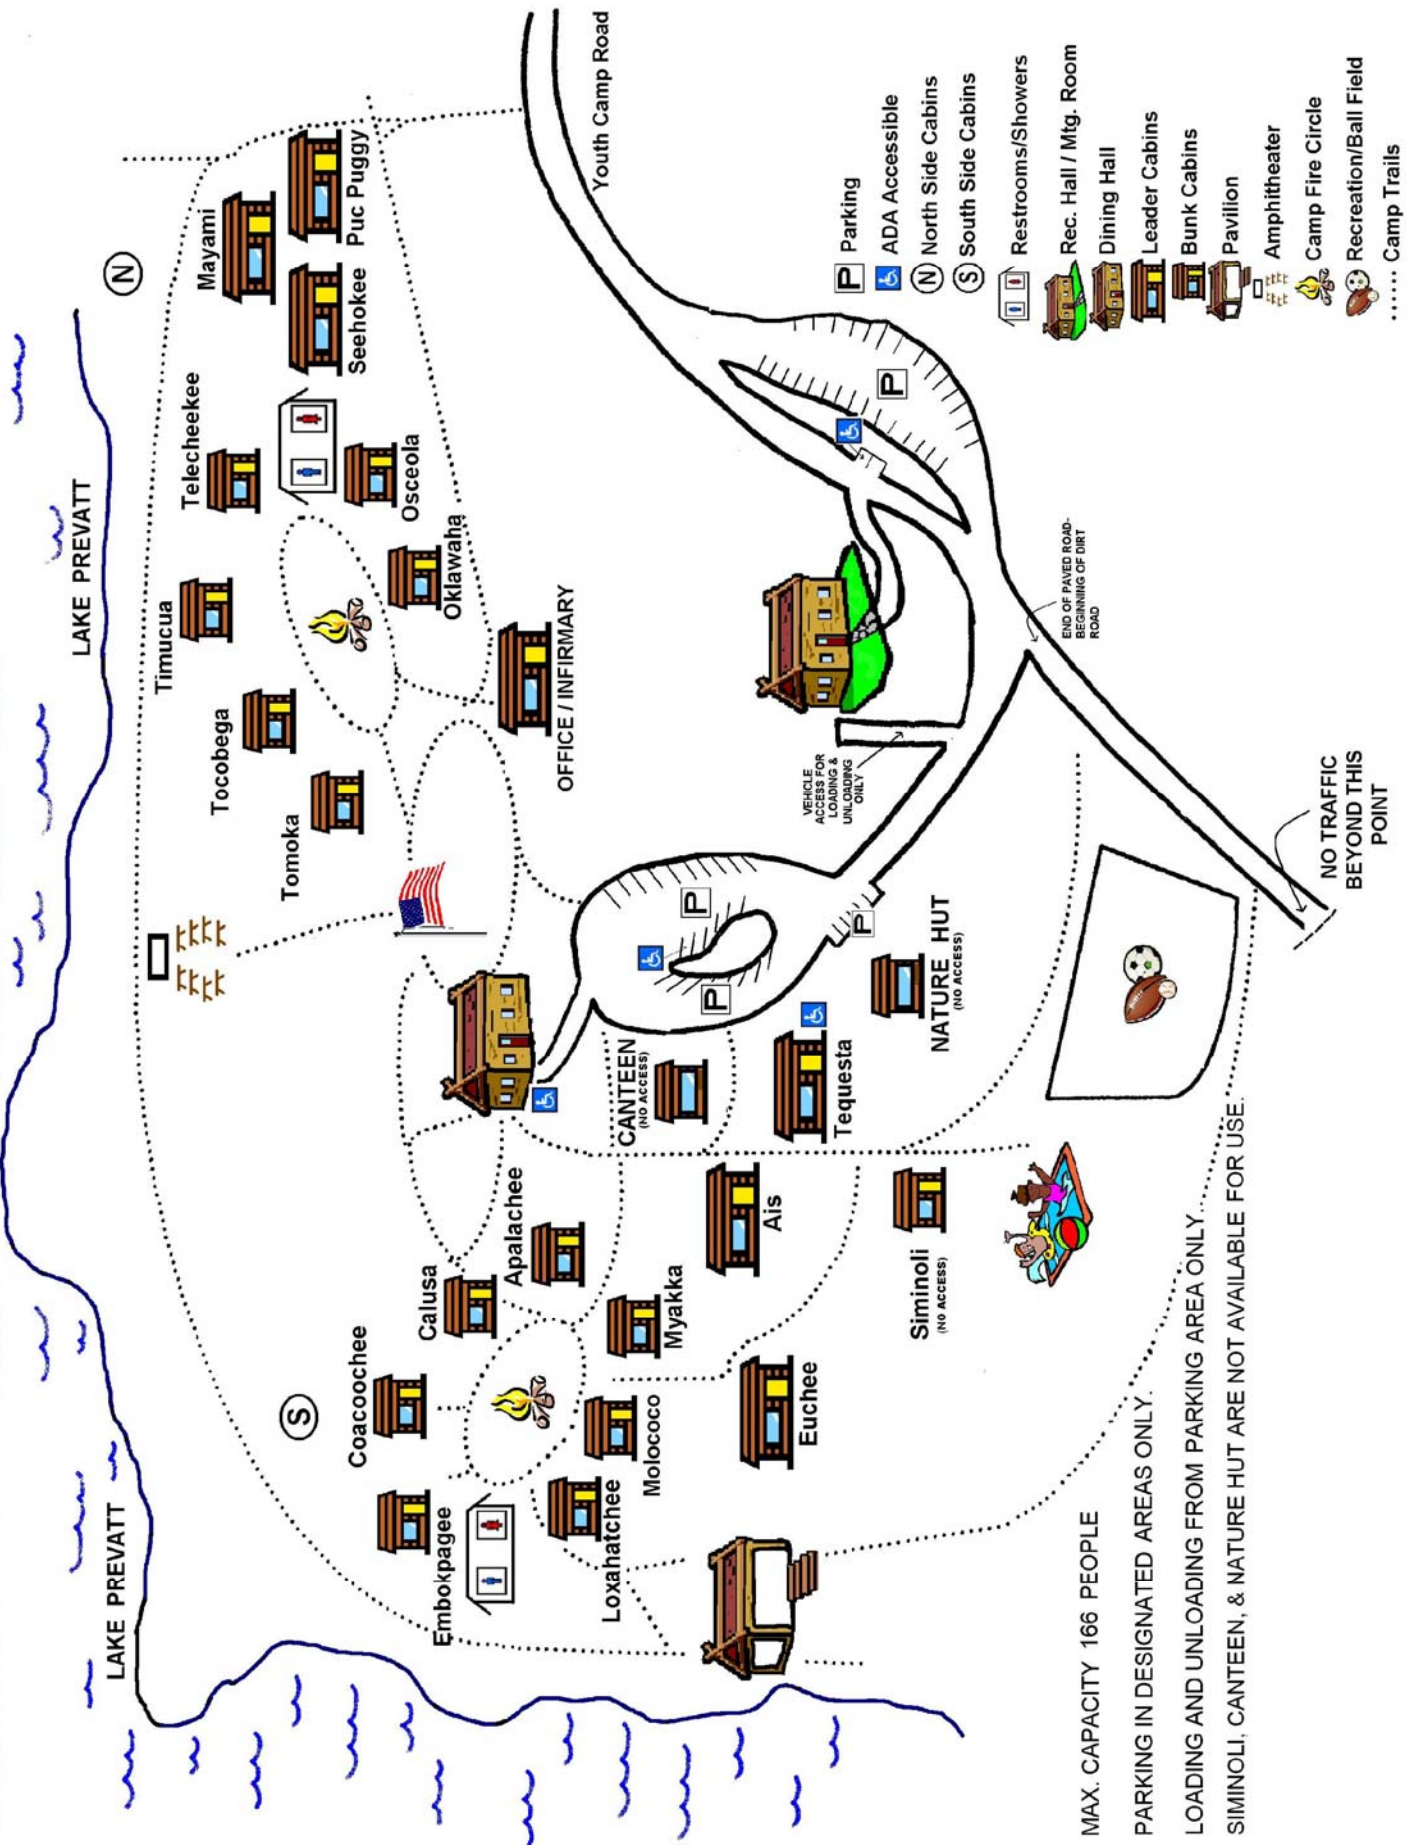 LAKE PREVATT
LAKE PREVATT
N
S
Mayami
Puc Puggy
Seehokee
Telecheekee
Osceola
Oklawaha
Timucua
Tocobega
Tomoka
OFFICE / INFIRMARY
Youth Camp Road
Coacoochee
Calusa
Apalachee
Embokpagee
Loxahatchee
Molococo
Myakka
Euchee
Ais
CANTEEN
(NO ACCESS)
Tequesta
NATURE HUT
(NO ACCESS)
Siminoli
(NO ACCESS)
P
P
P
P
VEHICLE
ACCESS FOR
LOADING &
UNLOADING
ONLY
END OF PAVED ROAD-
BEGINNING OF DIRT
ROAD
NO TRAFFIC
BEYOND THIS
POINT
P Parking
ADA Accessible
N North Side Cabins
S South Side Cabins
Restrooms/Showers
Rec. Hall / Mtg. Room
Dining Hall
Leader Cabins
Bunk Cabins
Pavilion
Amphitheater
Camp Fire Circle
Recreation/Ball Field
Camp Trails
MAX. CAPACITY 166 PEOPLE
PARKING IN DESIGNATED AREAS ONLY.
LOADING AND UNLOADING FROM PARKING AREA ONLY.
SIMINOLI, CANTEEN, & NATURE HUT ARE NOT AVAILABLE FOR USE.